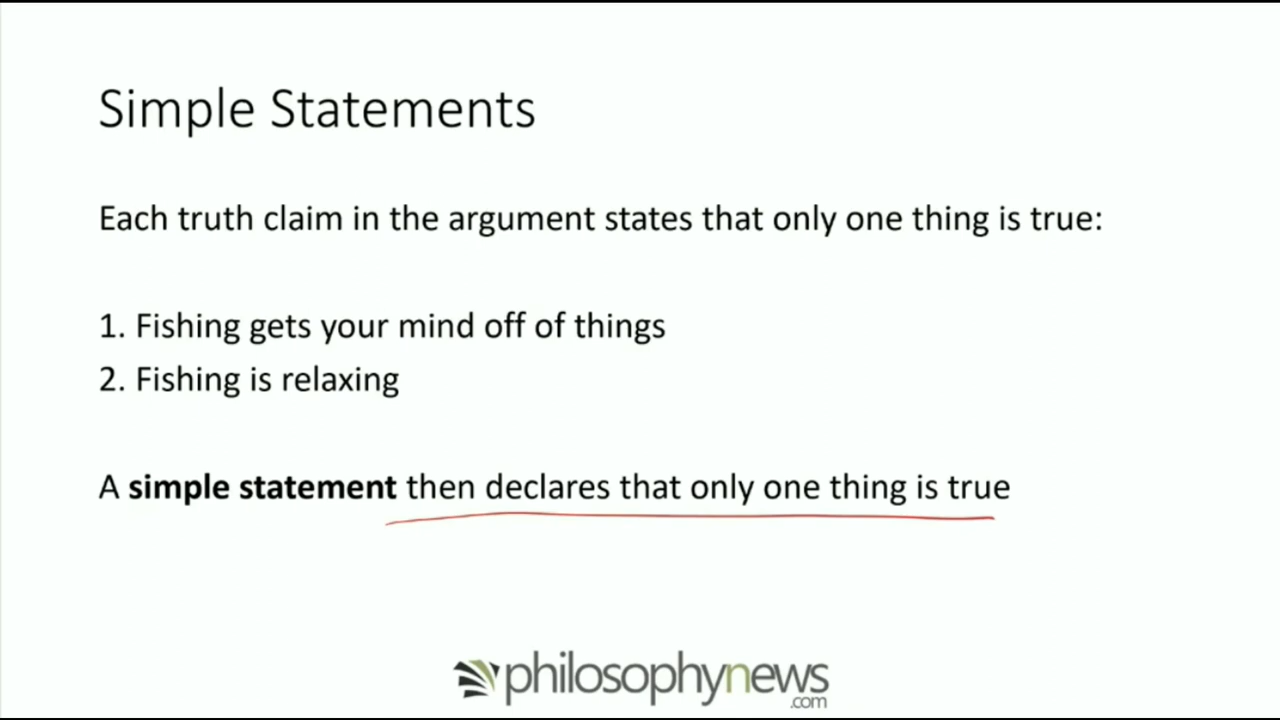 Simple Statements
Each truth claim in the argument states that only one thing is true:
1. Fishing gets your mind off of things
2. Fishing is relaxing
A simple statement then declares that only one thing is true
philosophynews
.com